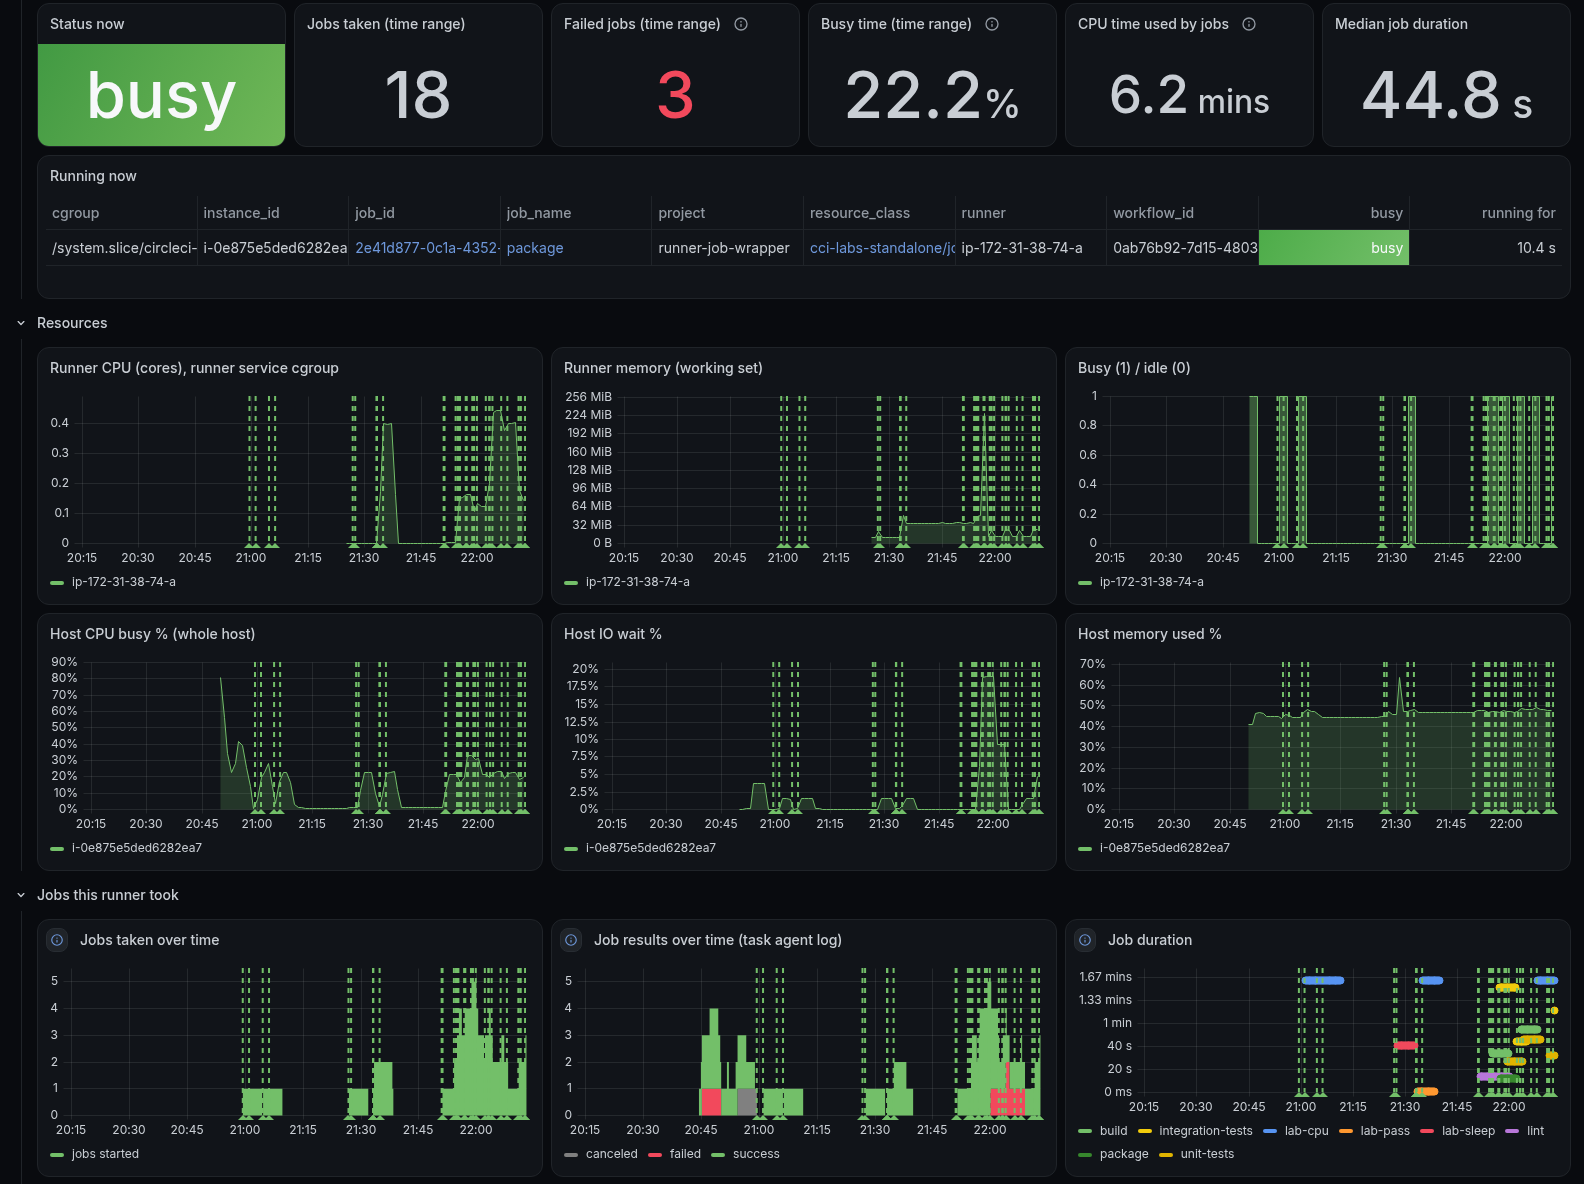 Status now
busy
Jobs taken (time range)
18
Failed jobs (time range)
3
Busy time (time range)
22.2%
CPU time used by jobs
6.2 mins
Median job duration
44.8 s
Running now
cgroup instance_id job_id job_name project resource_class runner workflow_id busy running for
/system.slice/circleci- i-0e875e5ded6282ea 2e41d877-0c1a-4352- package runner-job-wrapper cci-labs-standalone/jc ip-172-31-38-74-a 0ab76b92-7d15-4803 busy 10.4 s
Resources
Runner CPU (cores), runner service cgroup
0.4
0.3
0.2
0.1
0
20:15 20:30 20:45 21:00 21:15 21:30 21:45 22:00
ip-172-31-38-74-a
Runner memory (working set)
256 MiB
224 MiB
192 MiB
160 MiB
128 MiB
96 MiB
64 MiB
32 MiB
0 B
20:15 20:30 20:45 21:00 21:15 21:30 21:45 22:00
ip-172-31-38-74-a
Busy (1) / idle (0)
1
0.8
0.6
0.4
0.2
0
20:15 20:30 20:45 21:00 21:15 21:30 21:45 22:00
ip-172-31-38-74-a
Host CPU busy % (whole host)
90%
80%
70%
60%
50%
40%
30%
20%
10%
0%
20:15 20:30 20:45 21:00 21:15 21:30 21:45 22:00
i-0e875e5ded6282ea7
Host IO wait %
20%
17.5%
15%
12.5%
10%
7.5%
5%
2.5%
0%
20:15 20:30 20:45 21:00 21:15 21:30 21:45 22:00
i-0e875e5ded6282ea7
Host memory used %
70%
60%
50%
40%
30%
20%
10%
0%
20:15 20:30 20:45 21:00 21:15 21:30 21:45 22:00
i-0e875e5ded6282ea7
Jobs this runner took
Jobs taken over time
5
4
3
2
1
0
20:15 20:30 20:45 21:00 21:15 21:30 21:45 22:00
jobs started
Job results over time (task agent log)
5
4
3
2
1
0
20:15 20:30 20:45 21:00 21:15 21:30 21:45 22:00
canceled failed success
Job duration
1.67 mins
1.33 mins
1 min
40 s
20 s
0 ms
20:15 20:30 20:45 21:00 21:15 21:30 21:45 22:00
build integration-tests lab-cpu lab-pass lab-sleep lint
package unit-tests